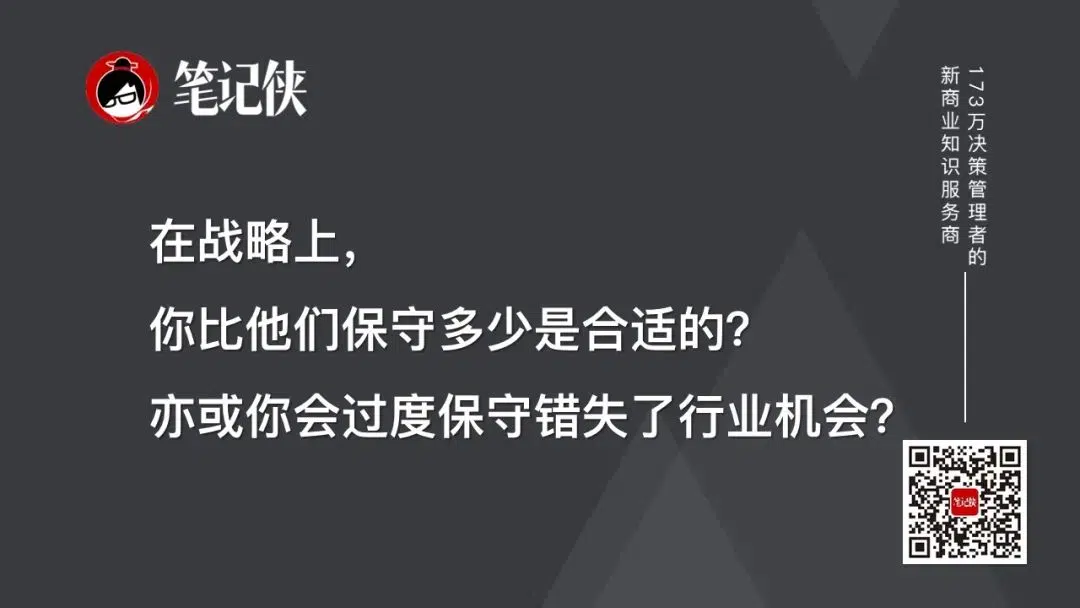 笔记侠
173万决策管理者的
新商业知识服务商
在战略上，
你比他们保守多少是合适的？
亦或你会过度保守错失了行业机会？
笔记侠